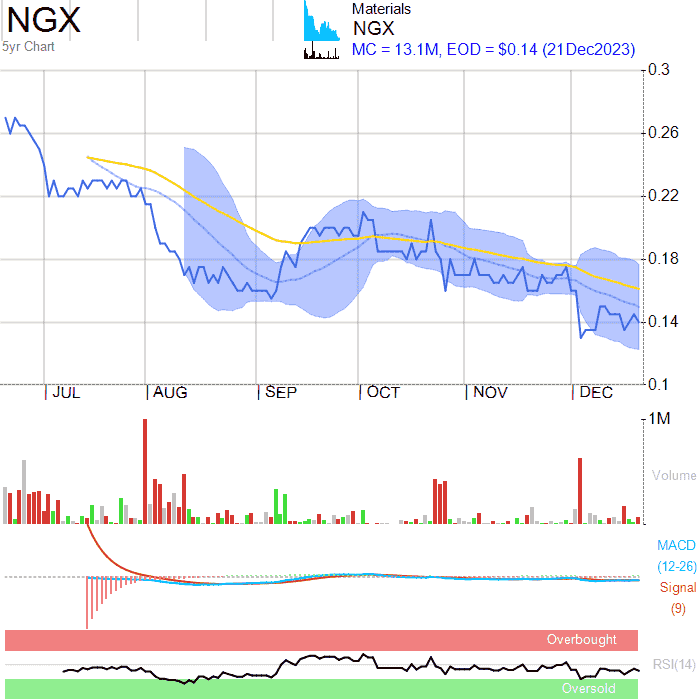 NGX
5yr Chart
Materials
NGX
MC = 13.1M, EOD = $0.14 (21Dec2023)
0.3
0.26
0.22
0.18
0.14
0.1
JUL AUG SEP OCT NOV DEC
1M
Volume
MACD
(12-26)
Signal
(9)
Overbought
RSI(14)
Oversold